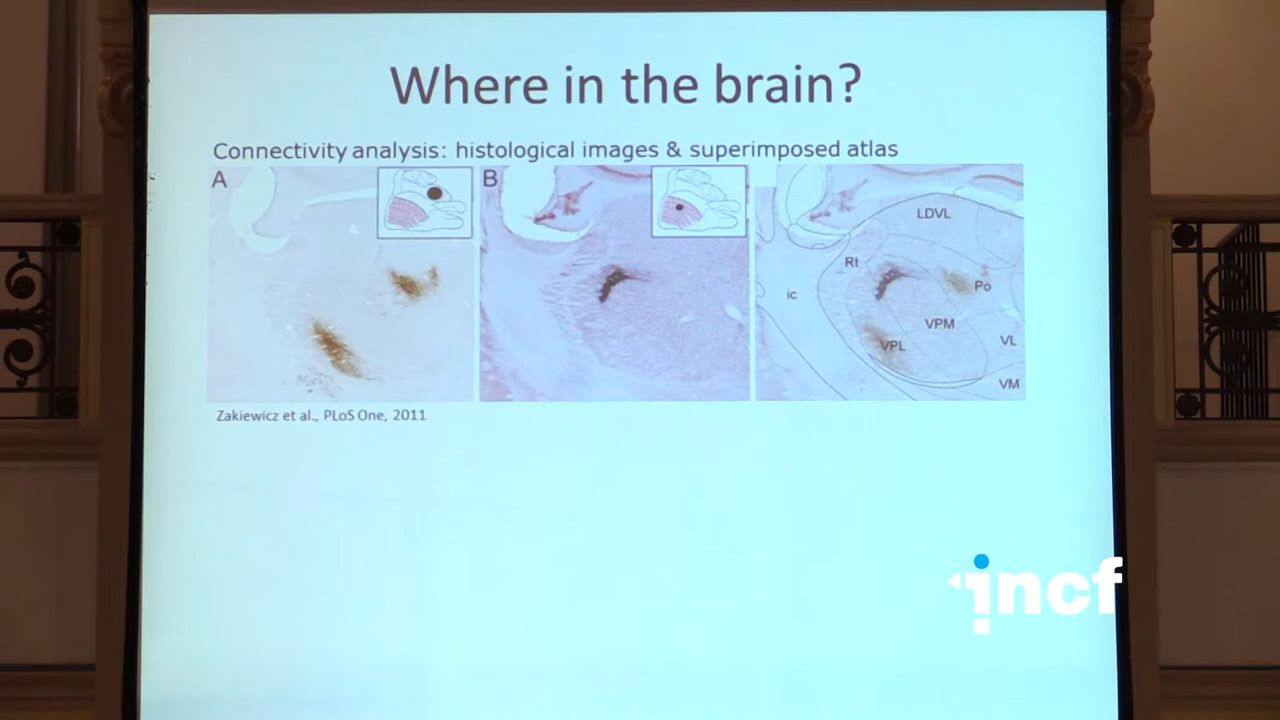 Where in the brain?
Connectivity analysis: histological images & superimposed atlas
A
B
LDVL
Rt
ic
Po
VPM
VPL
VL
VM
Zakiewicz et al., PLoS One, 2011
incf